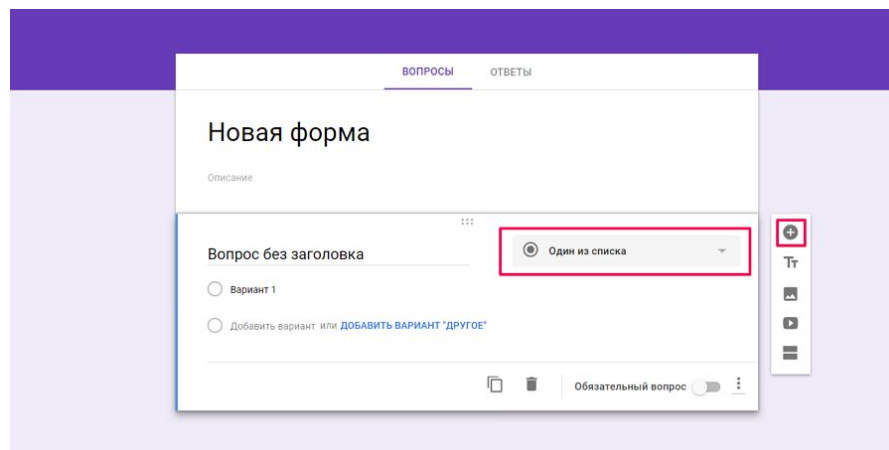 ВОПРОСЫ ОТВЕТЫ
Новая форма
Описание
Вопрос без заголовка
Один из списка
Тт
Вариант 1
Добавить вариант или ДОБАВИТЬ ВАРИАНТ "ДРУГОЕ"
Обязательный вопрос